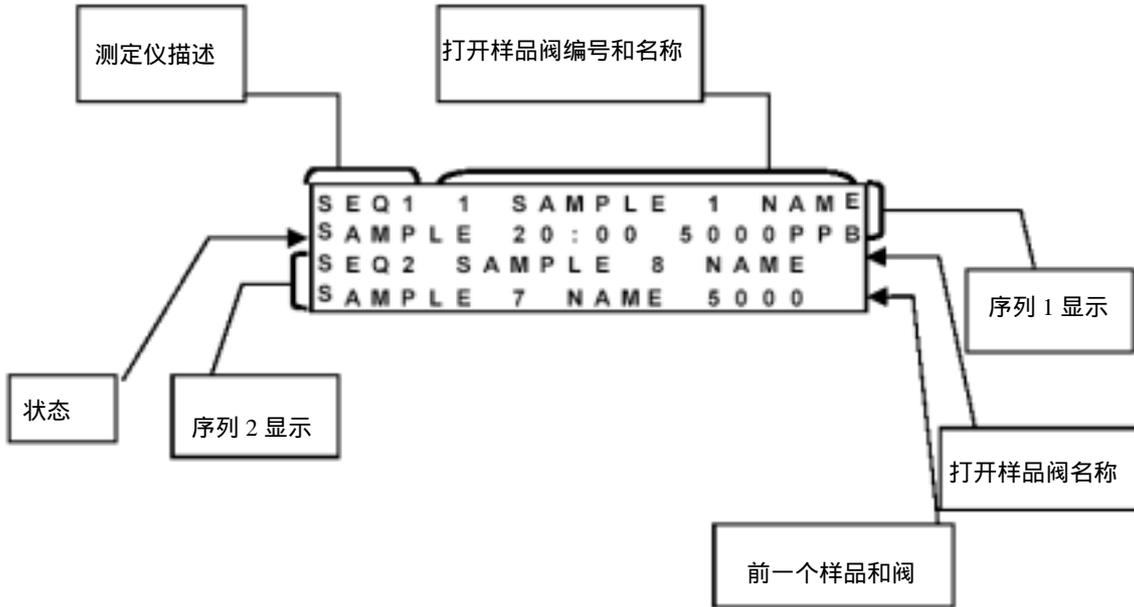 测定仪描述
打开样品阀编号和名称
SEQ1 1 SAMPLE 1 NAME
SAMPLE 20:00 5000PPB
SEQ2 SAMPLE 8 NAME
SAMPLE 7 NAME 5000
序列 1 显示
状态
序列 2 显示
打开样品阀名称
前一个样品和阀